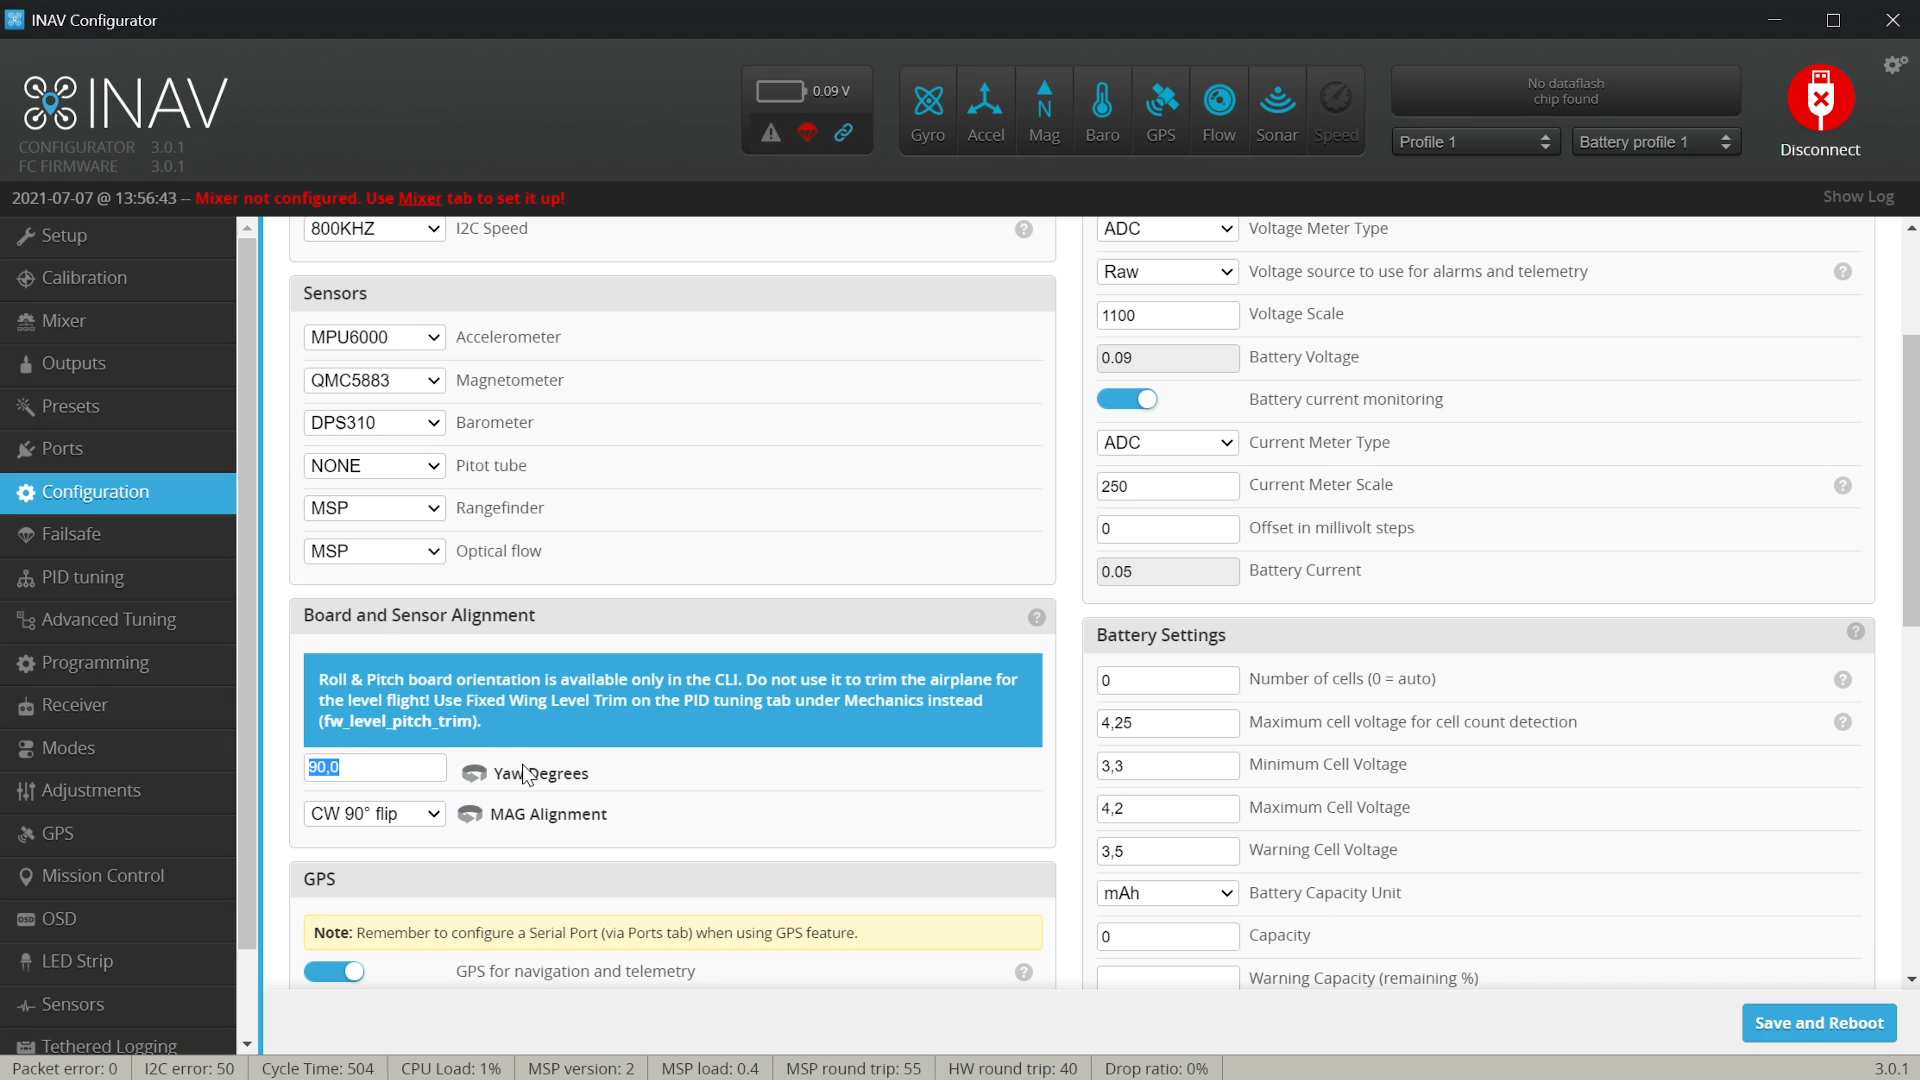 INAV Configurator
INAV
CONFIGURATOR 3.0.1
FC FIRMWARE 3.0.1
0.09 V
Gyro Accel Mag Baro GPS Flow Sonar Speed
No dataflash
chip found
Profile 1 Battery profile 1
Disconnect
2021-07-07 @ 13:56:43 -- Mixer not configured. Use Mixer tab to set it up!
Show Log
Setup
Calibration
Mixer
Outputs
Presets
Ports
Configuration
Failsafe
PID tuning
Advanced Tuning
Programming
Receiver
Modes
Adjustments
GPS
Mission Control
OSD
LED Strip
Sensors
Tethered Logging
800KHZ I2C Speed ?
Sensors
MPU6000 Accelerometer
QMC5883 Magnetometer
DPS310 Barometer
NONE Pitot tube
MSP Rangefinder
MSP Optical flow
Board and Sensor Alignment ?
Roll & Pitch board orientation is available only in the CLI. Do not use it to trim the airplane for
the level flight! Use Fixed Wing Level Trim on the PID tuning tab under Mechanics instead
(fw_level_pitch_trim).
90,0 Yaw Degrees
CW 90° flip MAG Alignment
GPS
Note: Remember to configure a Serial Port (via Ports tab) when using GPS feature.
GPS for navigation and telemetry ?
ADC Voltage Meter Type
Raw Voltage source to use for alarms and telemetry ?
1100 Voltage Scale
0.09 Battery Voltage
Battery current monitoring
ADC Current Meter Type
250 Current Meter Scale ?
0 Offset in millivolt steps
0.05 Battery Current
Battery Settings ?
0 Number of cells (0 = auto) ?
4,25 Maximum cell voltage for cell count detection ?
3,3 Minimum Cell Voltage
4,2 Maximum Cell Voltage
3,5 Warning Cell Voltage
mAh Battery Capacity Unit
0 Capacity
Warning Capacity (remaining %)
Save and Reboot
Packet error: 0 I2C error: 50 Cycle Time: 504 CPU Load: 1% MSP version: 2 MSP load: 0.4 MSP round trip: 55 HW round trip: 40 Drop ratio: 0% 3.0.1